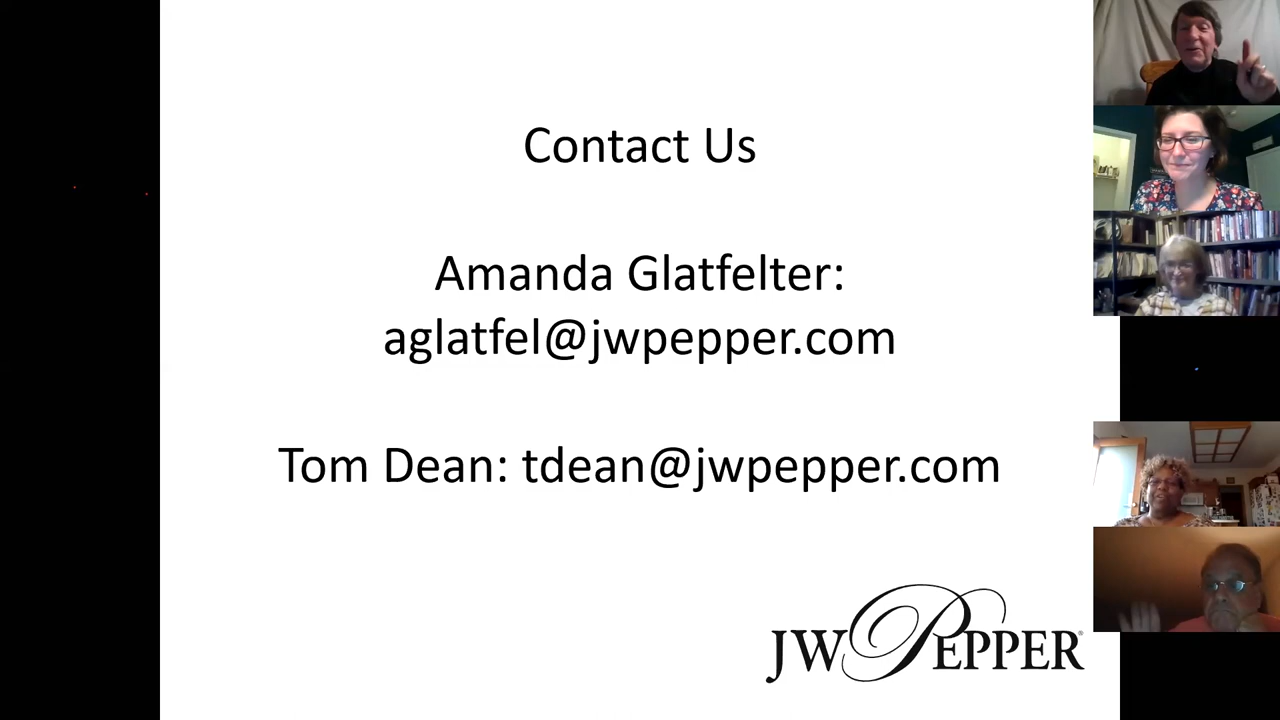 Contact Us
Amanda Glatfelter:
aglatfel@jwpepper.com
Tom Dean: tdean@jwpepper.com
JW PEPPER®